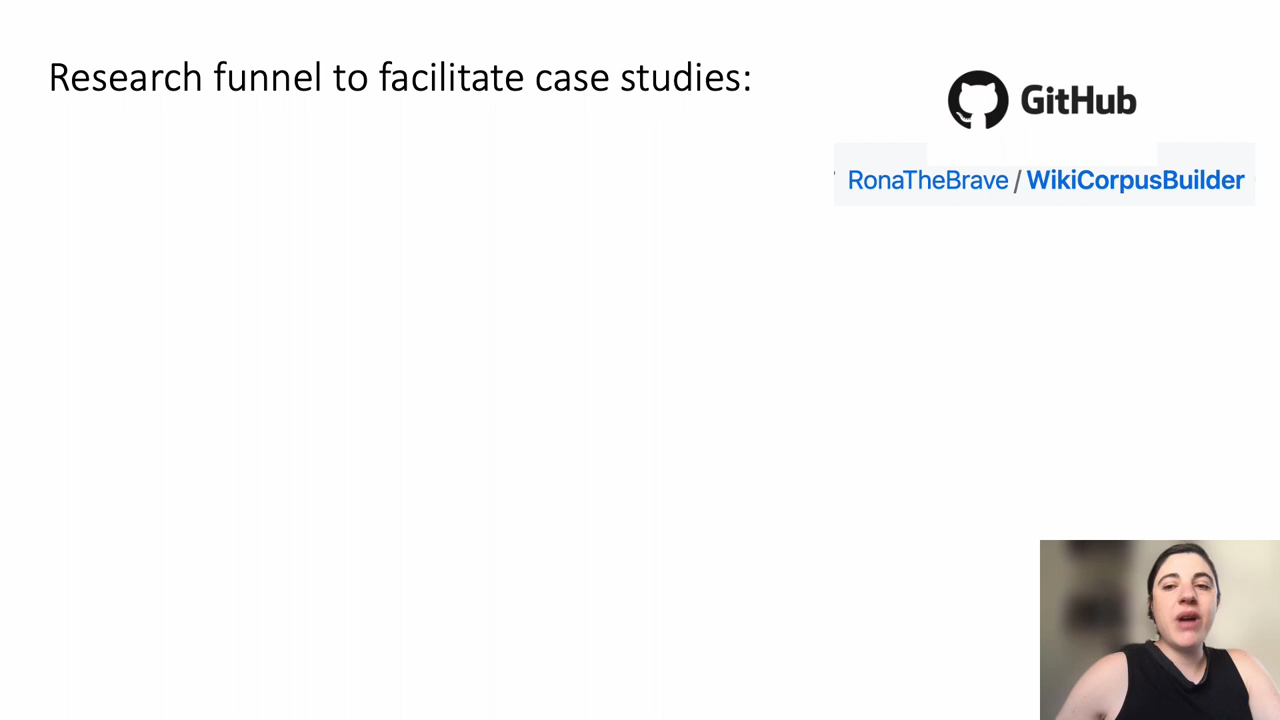 Research funnel to facilitate case studies:
GitHub
RonaTheBrave / WikiCorpusBuilder